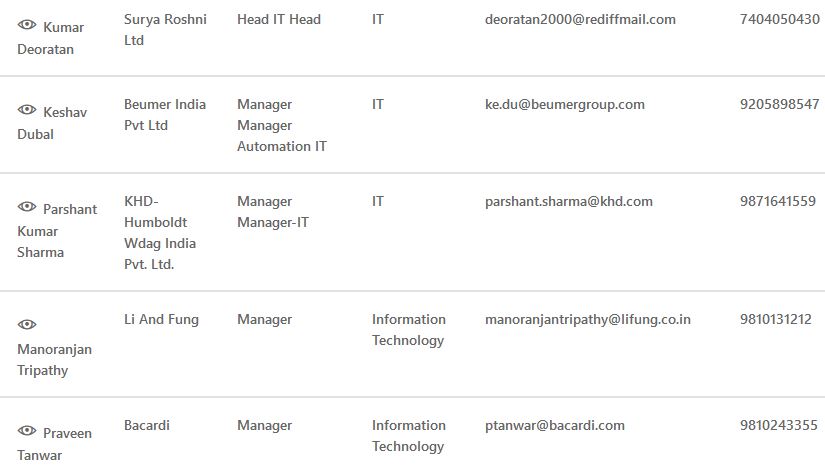 Kumar Deoratan Surya Roshni Ltd Head IT Head IT deoratan2000@rediffmail.com 7404050430
Keshav Dubal Beumer India Pvt Ltd Manager Manager Automation IT IT ke.du@beumergroup.com 9205898547
Parshant Kumar Sharma KHD-Humboldt Wdag India Pvt. Ltd. Manager Manager-IT IT parshant.sharma@khd.com 9871641559
Manoranjan Tripathy Li And Fung Manager Information Technology manoranjantripathy@lifung.co.in 9810131212
Praveen Tanwar Bacardi Manager Information Technology ptanwar@bacardi.com 9810243355